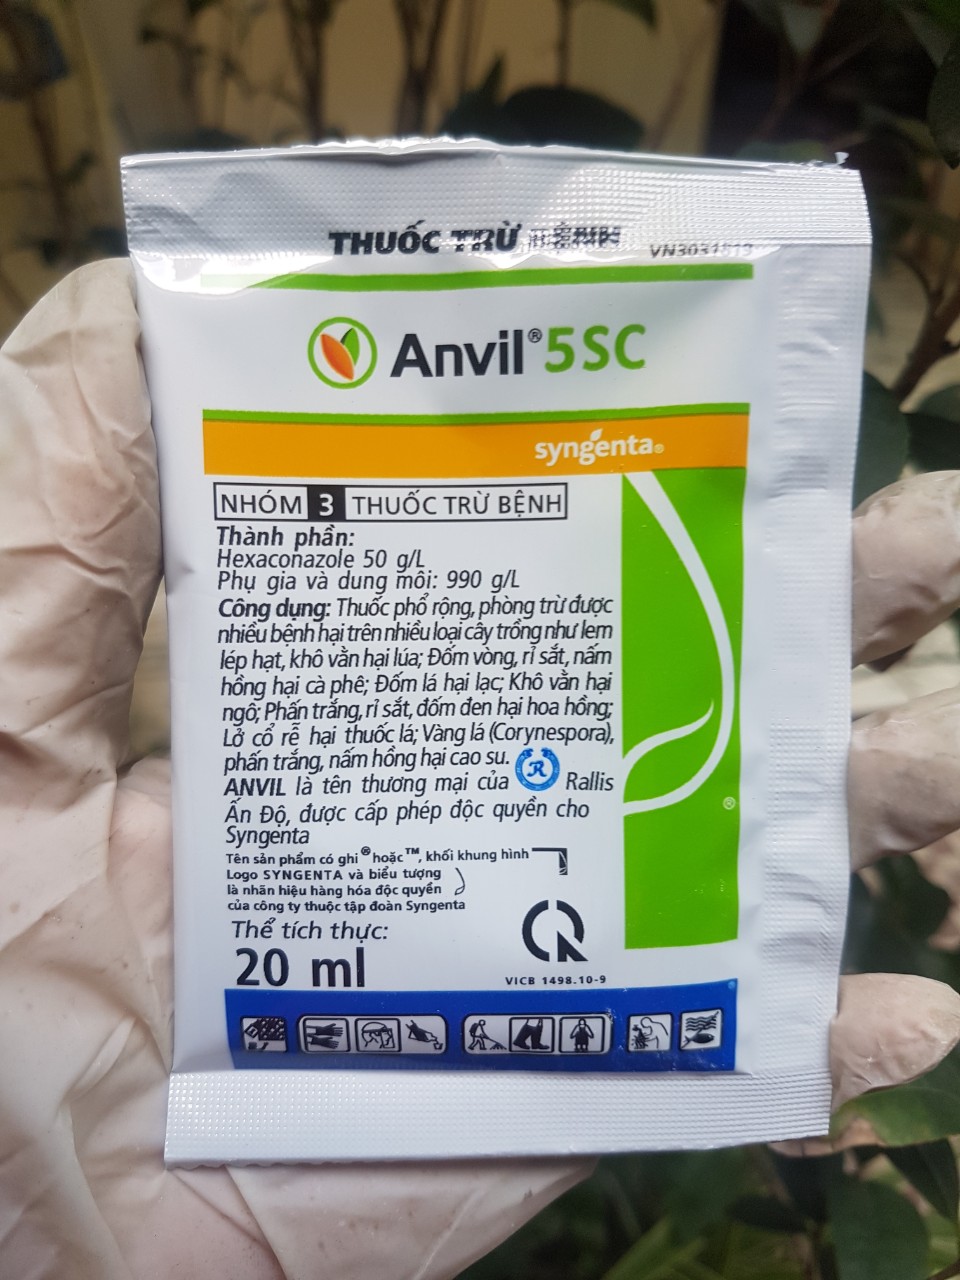 THUỐC TRỪ BỆNH
Anvil® 5SC
syngenta®
NHÓM 3 THUỐC TRỪ BỆNH
Thành phần:
Hexaconazole 50 g/L
Phụ gia và dung môi: 990 g/L
Công dụng: Thuốc phổ rộng, phòng trừ được
nhiều bệnh hại trên nhiều loại cây trồng như lem
lép hạt, khô vằn hại lúa; Đốm vòng, rỉ sắt, nấm
hồng hại cà phê; Đốm lá hại lạc; Khô vằn hại
ngô; Phấn trắng, rỉ sắt, đốm đen hại hoa hồng;
Lở cổ rễ hại thuốc lá; Vàng lá (Corynespora),
phấn trắng, nấm hồng hại cao su.
ANVIL là tên thương mại của R Rallis
Ấn Độ, được cấp phép độc quyền cho
Syngenta
Tên sản phẩm có ghi ® hoặc ™, khối khung hình
Logo SYNGENTA và biểu tượng
là nhãn hiệu hàng hóa độc quyền
của công ty thuộc tập đoàn Syngenta
®
Thể tích thực:
20 ml
VICB 1498.10-9